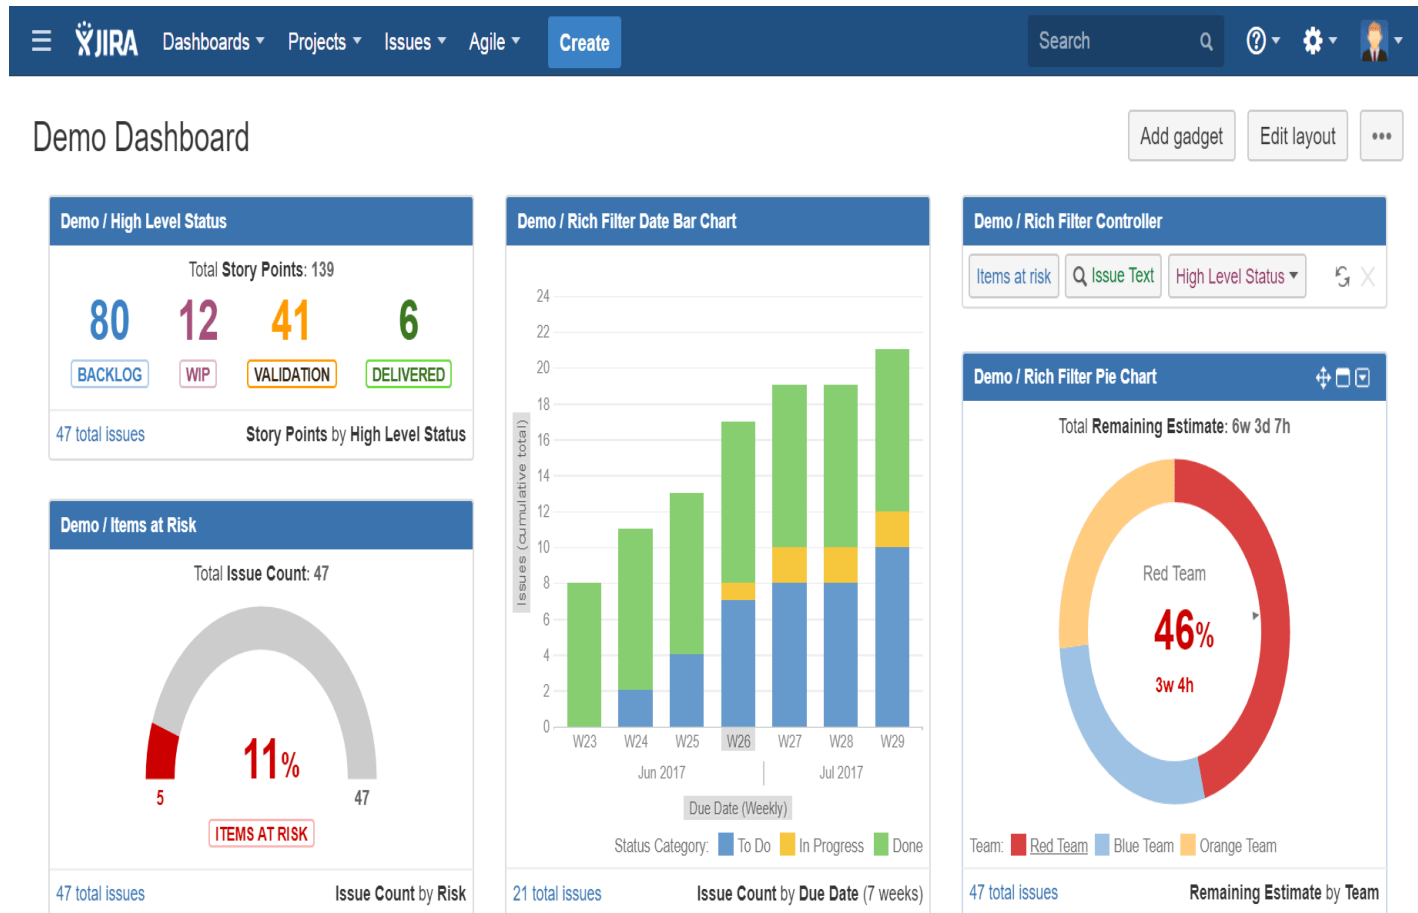 JIRA Dashboards Projects Issues Agile Create Search
Demo Dashboard
Add gadget Edit layout
Demo / High Level Status
Total Story Points: 139
80 12 41 6
BACKLOG WIP VALIDATION DELIVERED
47 total issues Story Points by High Level Status
Demo / Items at Risk
Total Issue Count: 47
11%
5 47
ITEMS AT RISK
47 total issues Issue Count by Risk
Demo / Rich Filter Date Bar Chart
Issues (cumulative total)
24
22
20
18
16
14
12
10
8
6
4
2
0
W23 W24 W25 W26 W27 W28 W29
Jun 2017 Jul 2017
Due Date (Weekly)
Status Category: To Do In Progress Done
21 total issues Issue Count by Due Date (7 weeks)
Demo / Rich Filter Controller
Items at risk Issue Text High Level Status
Demo / Rich Filter Pie Chart
Total Remaining Estimate: 6w 3d 7h
Red Team
46%
3w 4h
Team: Red Team Blue Team Orange Team
47 total issues Remaining Estimate by Team